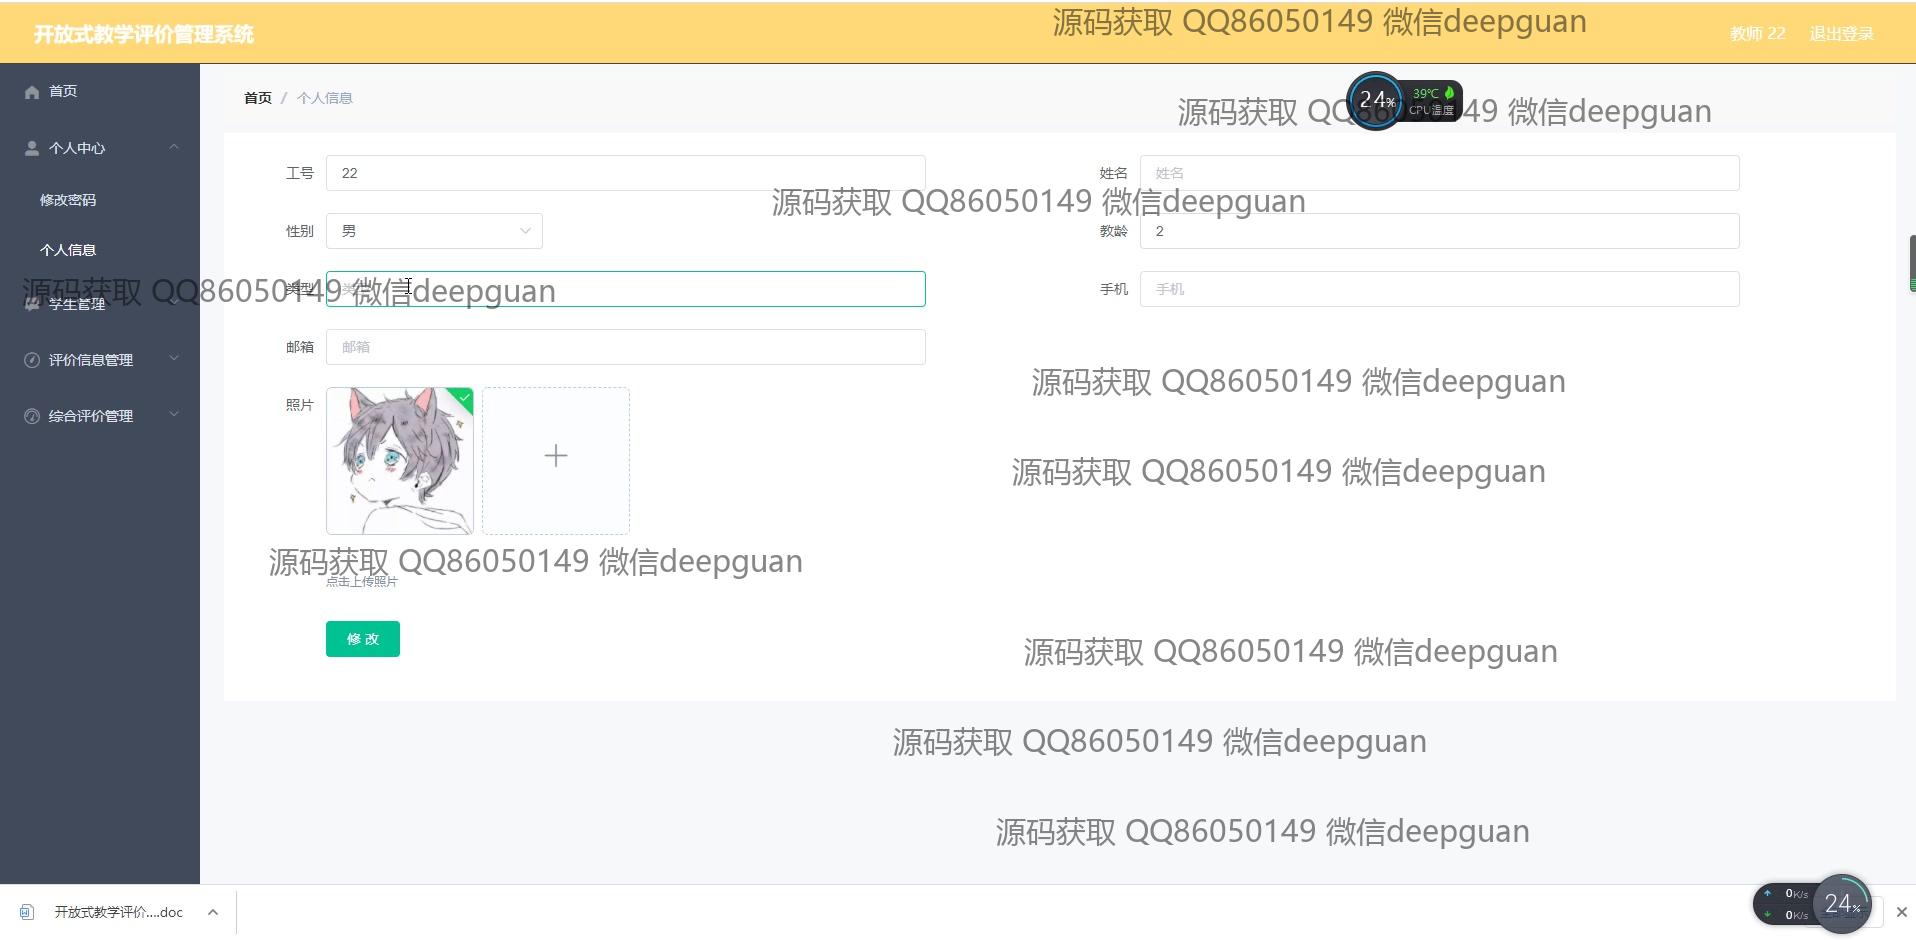 开放式教学评价管理系统
源码获取 QQ86050149 微信deepguan
教师 22
退出登录
首页
首页 / 个人信息
24%
39℃
CPU温度
源码获取 QQ86050149 微信deepguan
个人中心
工号
22
姓名
姓名
修改密码
源码获取 QQ86050149 微信deepguan
性别
男
教龄
2
个人信息
源码获取 QQ86050149 微信deepguan
类型
手机
手机
学生管理
邮箱
邮箱
评价信息管理
源码获取 QQ86050149 微信deepguan
照片
综合评价管理
源码获取 QQ86050149 微信deepguan
源码获取 QQ86050149 微信deepguan
点击上传照片
修改
源码获取 QQ86050149 微信deepguan
源码获取 QQ86050149 微信deepguan
源码获取 QQ86050149 微信deepguan
开放式教学评价....doc
0K/s
0K/s
24%